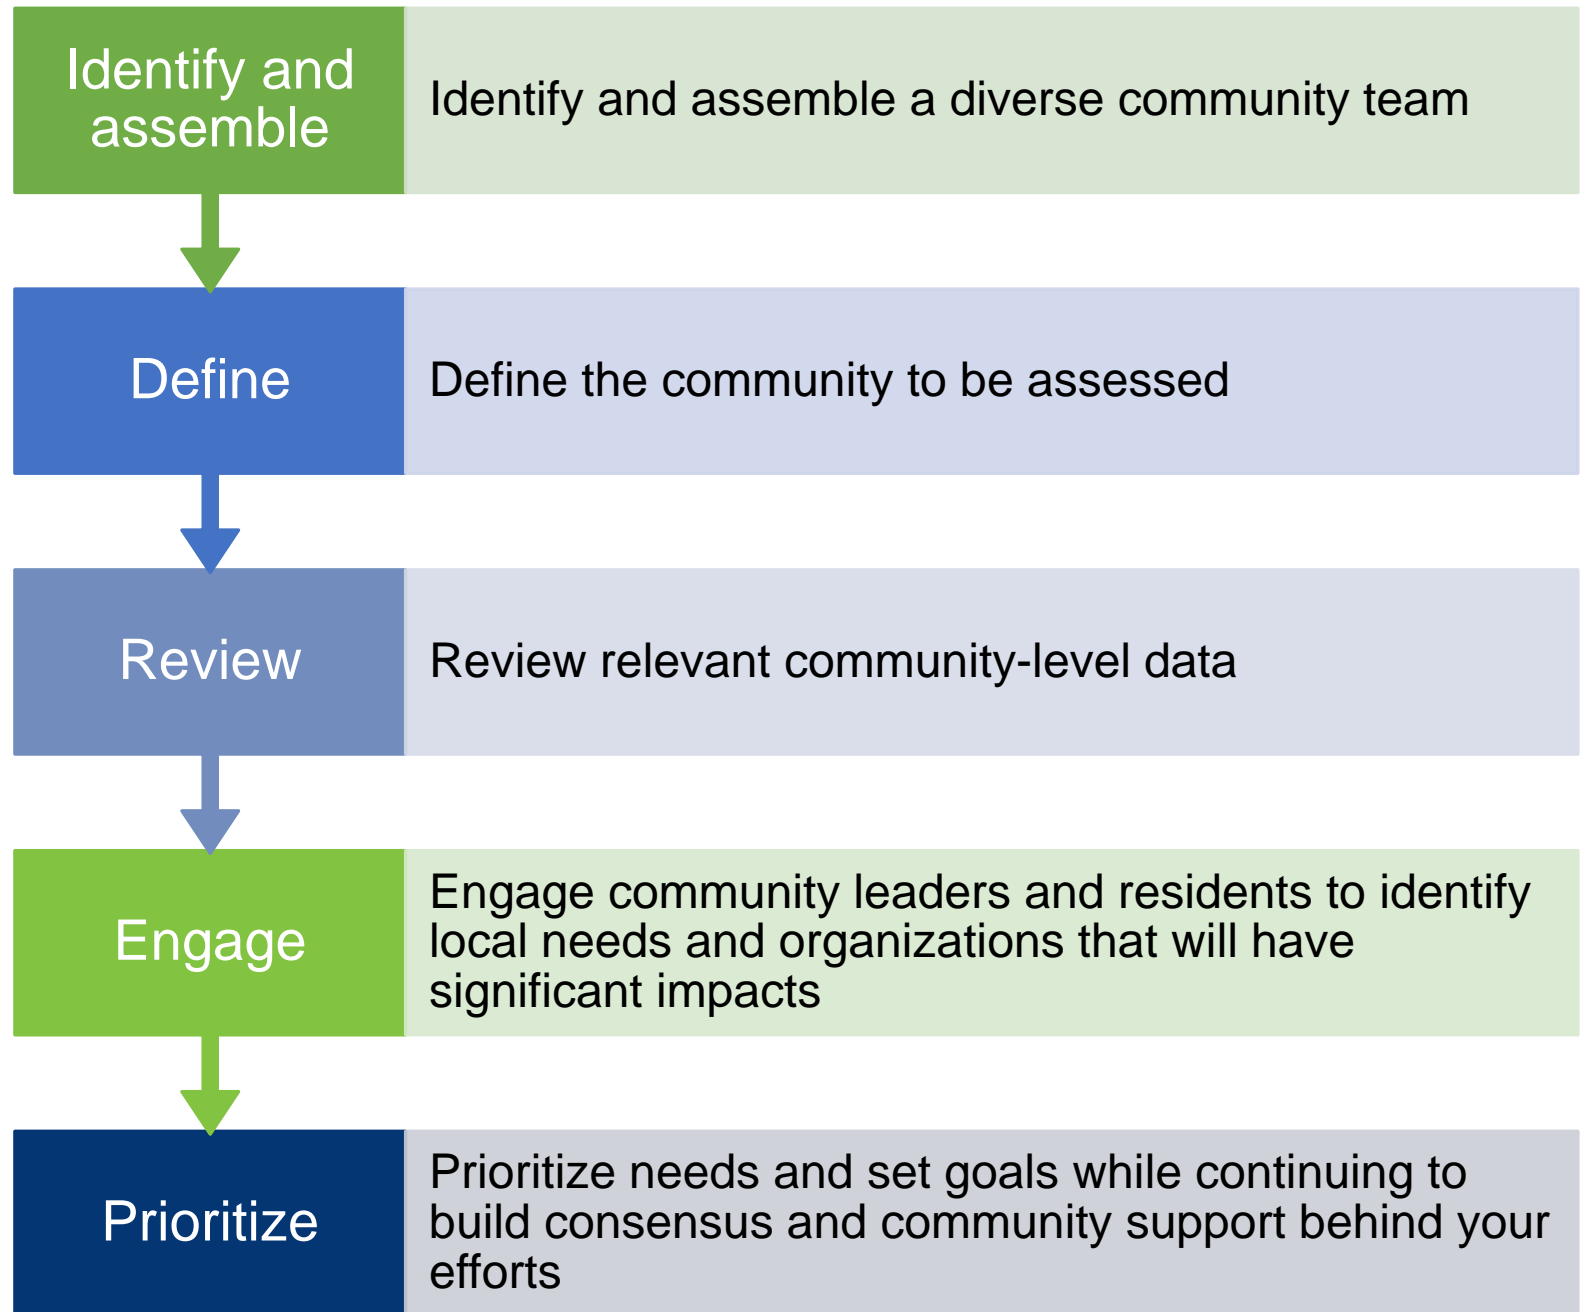 Identify and
assemble
Identify and assemble a diverse community team
Define
Define the community to be assessed
Review
Review relevant community-level data
Engage
Engage community leaders and residents to identify
local needs and organizations that will have
significant impacts
Prioritize
Prioritize needs and set goals while continuing to
build consensus and community support behind your
efforts